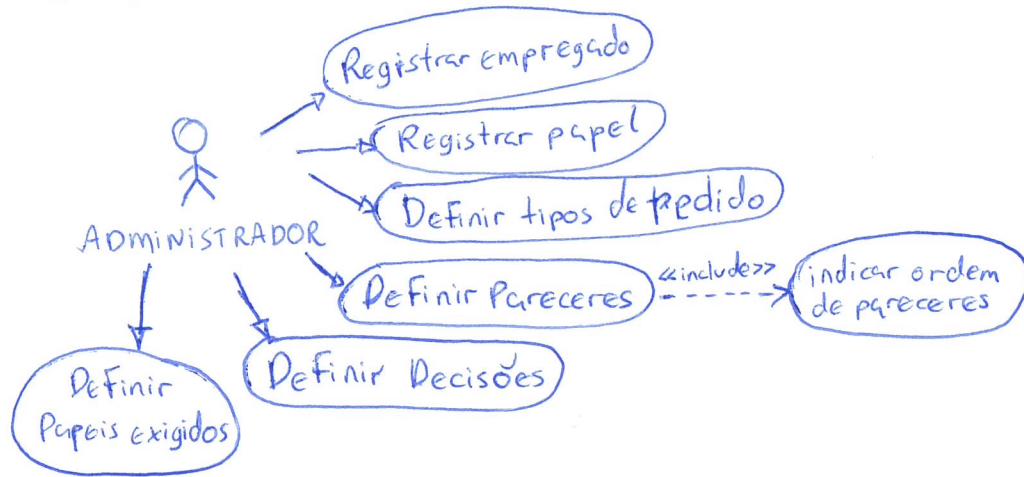 Registrar empregado
Registrar papel
Definir tipos de pedido
ADMINISTRADOR
Definir Pareceres
<<include>>
indicar ordem
de pareceres
Definir Decisões
Definir
Papeis exigidos